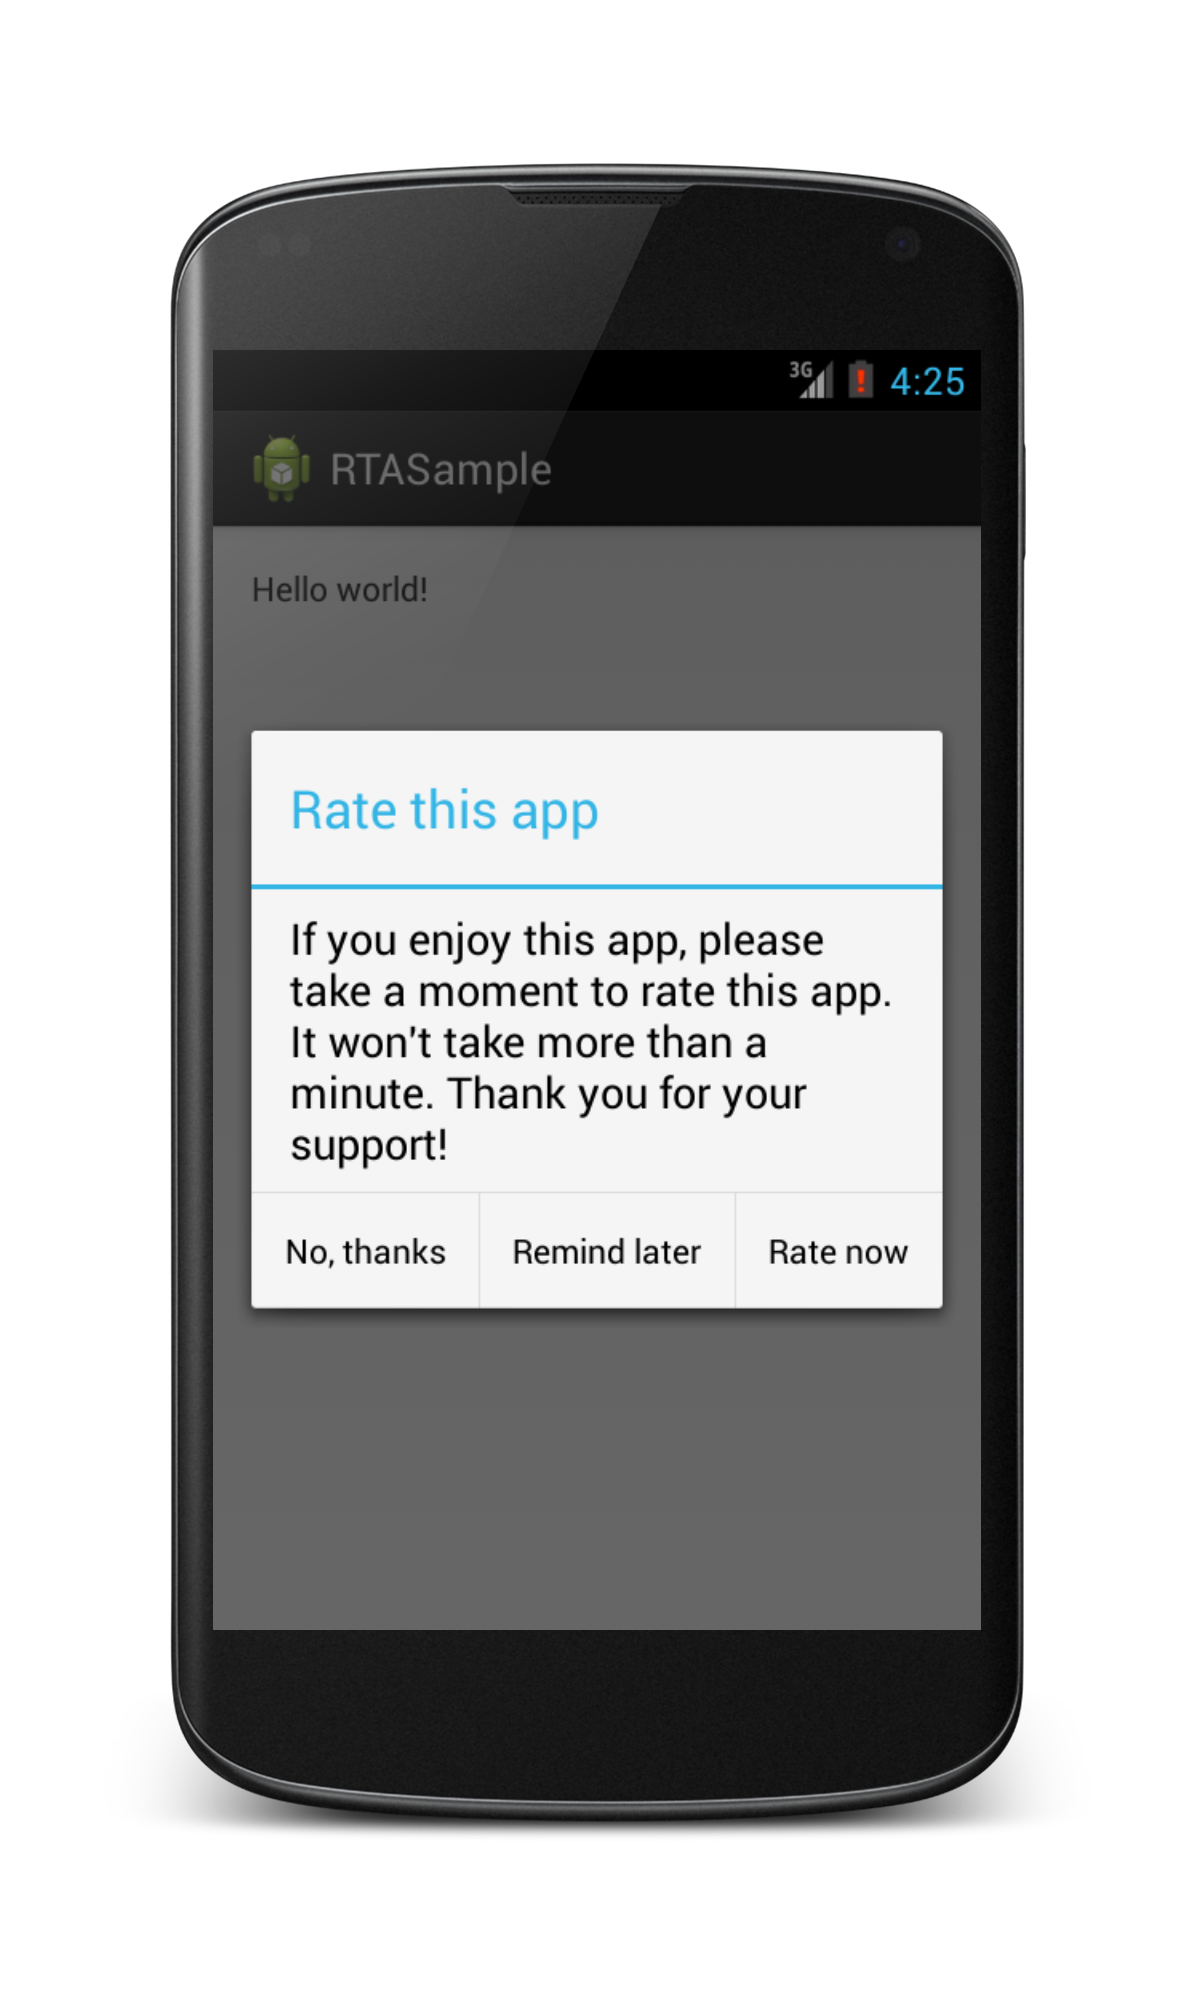 3G 4:25
RTASample
Hello world!
Rate this app
If you enjoy this app, please
take a moment to rate this app.
It won't take more than a
minute. Thank you for your
support!
No, thanks Remind later Rate now